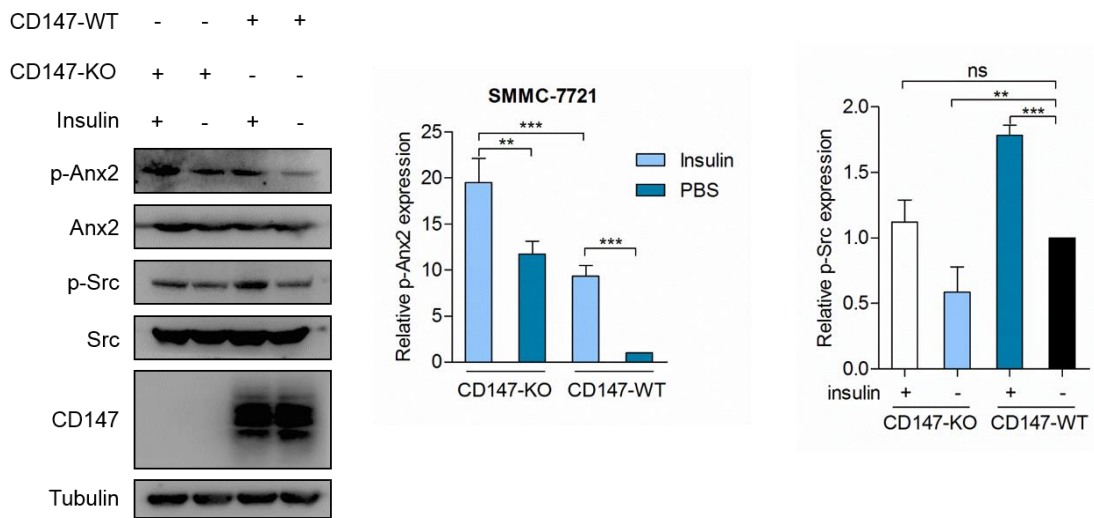 CD147-WT - - + +
CD147-KO + + - -
Insulin + - + -
p-Anx2
Anx2
p-Src
Src
CD147
Tubulin
SMMC-7721
Relative p-Anx2 expression
25
20
15
10
5
0
***
**
***
Insulin
PBS
CD147-KO CD147-WT
Relative p-Src expression
2.0
1.5
1.0
0.5
0.0
ns
**
***
insulin + - + -
CD147-KO CD147-WT